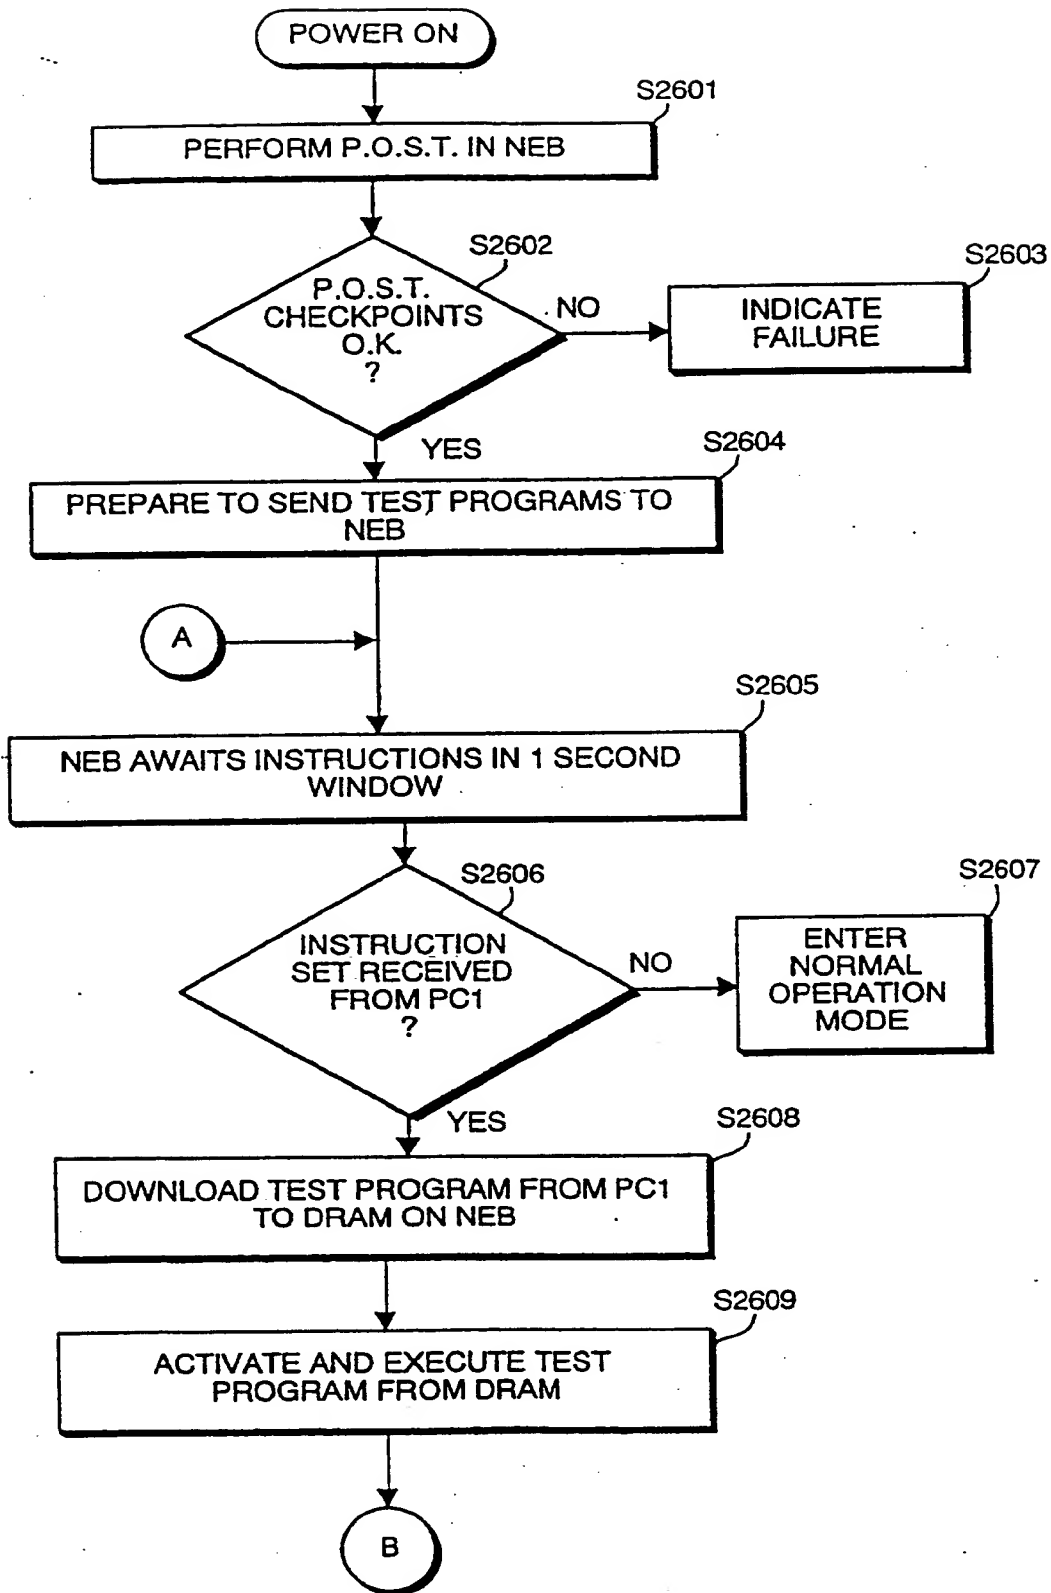 POWER ON
S2601
PERFORM P.O.S.T. IN NEB
S2602
P.O.S.T.
CHECKPOINTS
O.K.
?
NO
S2603
INDICATE
FAILURE
YES
S2604
PREPARE TO SEND TEST PROGRAMS TO
NEB
A
S2605
NEB AWAITS INSTRUCTIONS IN 1 SECOND
WINDOW
S2606
INSTRUCTION
SET RECEIVED
FROM PC1
?
NO
S2607
ENTER
NORMAL
OPERATION
MODE
YES
S2608
DOWNLOAD TEST PROGRAM FROM PC1
TO DRAM ON NEB
S2609
ACTIVATE AND EXECUTE TEST
PROGRAM FROM DRAM
B